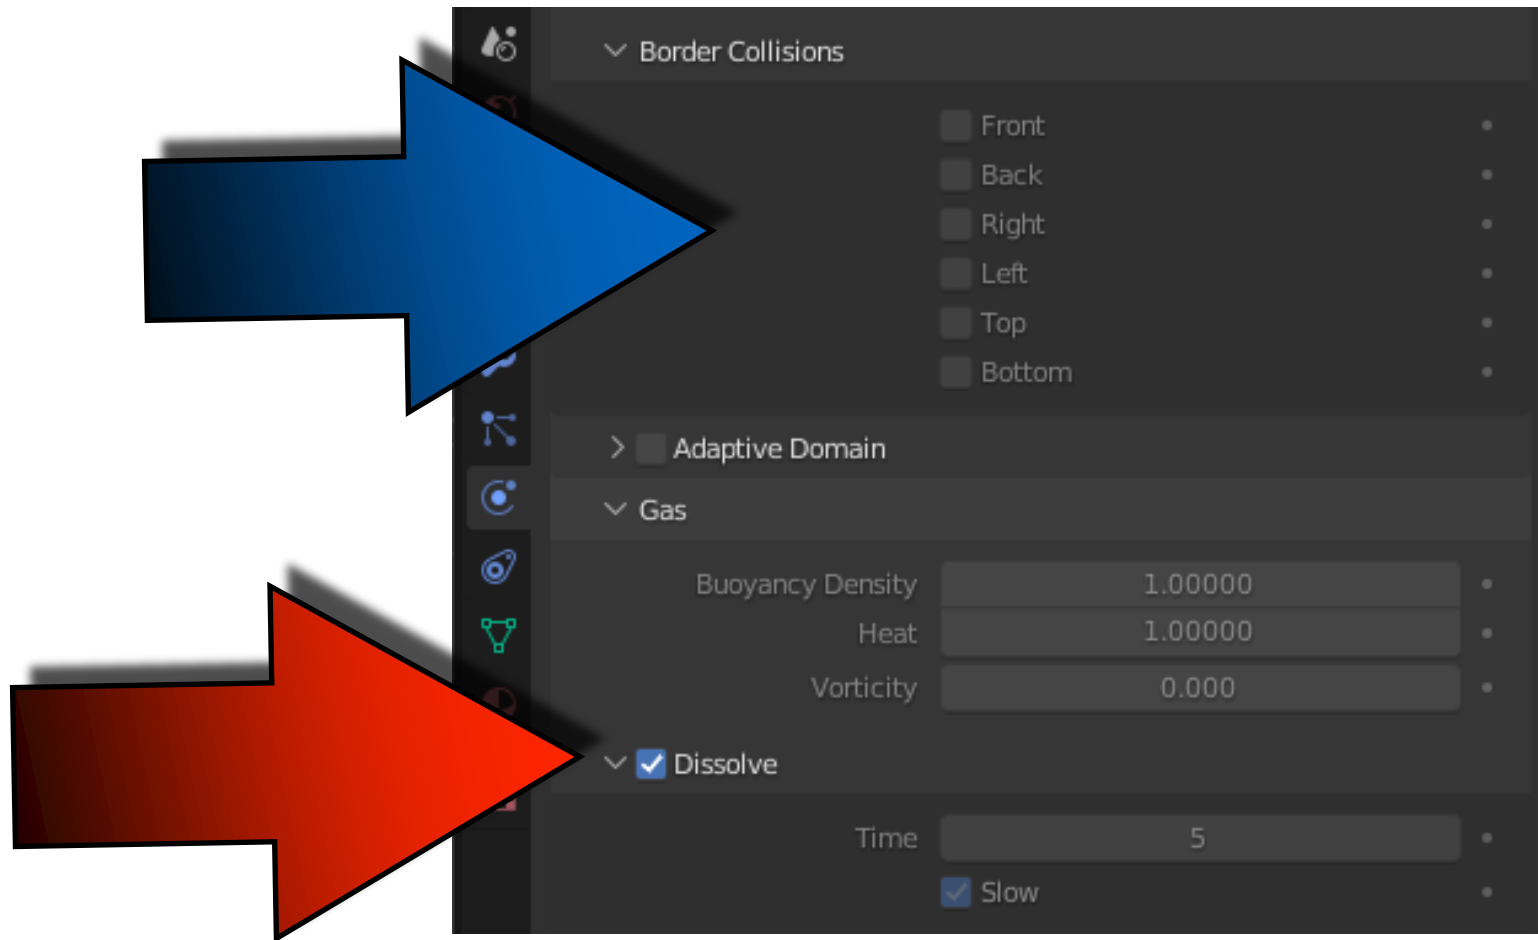 Border Collisions
Front
Back
Right
Left
Top
Bottom
Adaptive Domain
Gas
Buoyancy Density 1.00000
Heat 1.00000
Vorticity 0.000
Dissolve
Time 5
Slow